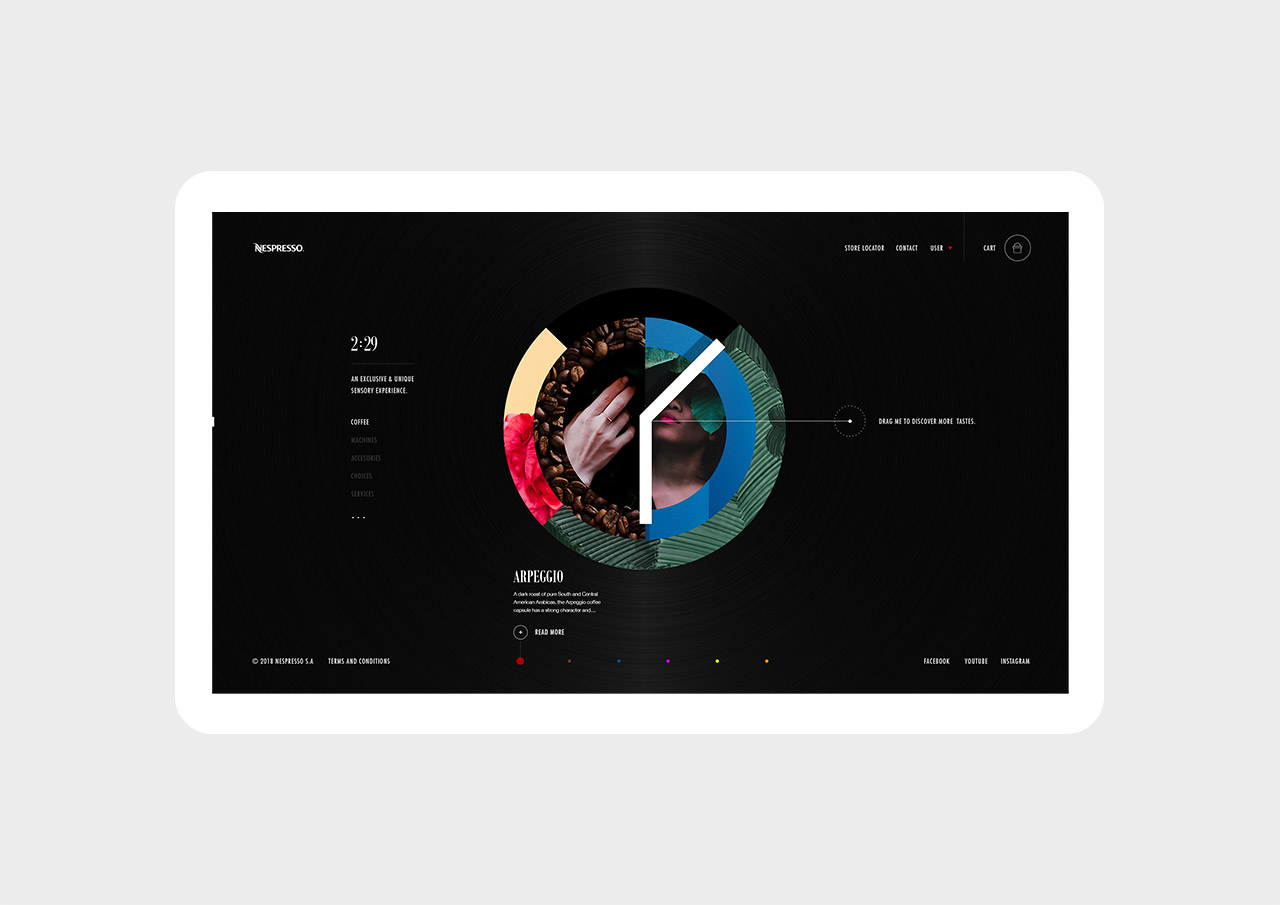 NESPRESSO.
STORE LOCATOR CONTACT USER CART
2:29
AN EXCLUSIVE & UNIQUE
SENSORY EXPERIENCE.
COFFEE
MACHINES
ACCESORIES
CHOICES
SERVICES
...
DRAG ME TO DISCOVER MORE TASTES.
ARPEGGIO
A dark roast of pure South and Central
American Arabicas, the Arpeggio coffee
capsule has a strong character and....
+ READ MORE
© 2018 NESPRESSO S.A TERMS AND CONDITIONS
FACEBOOK YOUTUBE INSTAGRAM